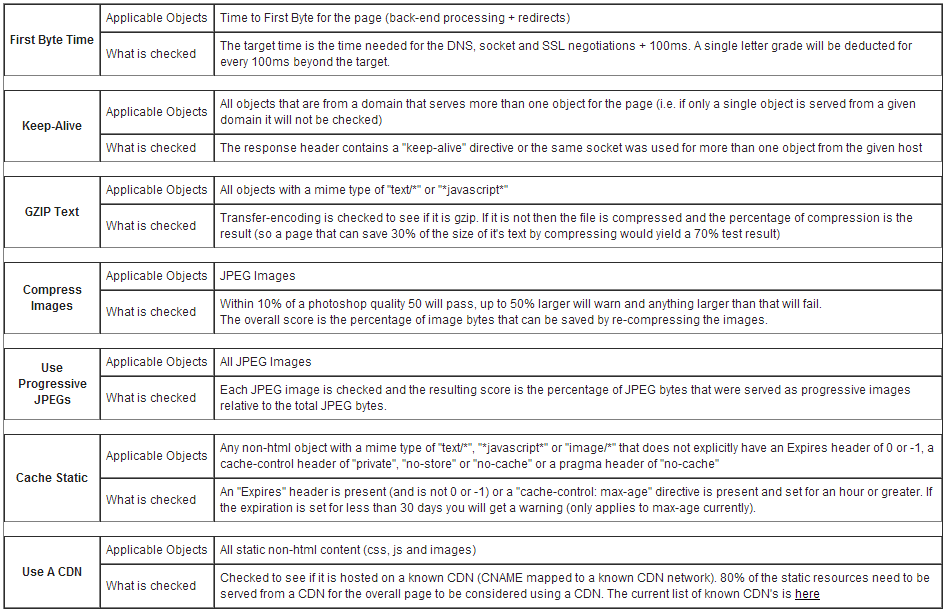 First Byte Time
Applicable Objects
Time to First Byte for the page (back-end processing + redirects)
What is checked
The target time is the time needed for the DNS, socket and SSL negotiations + 100ms. A single letter grade will be deducted for
every 100ms beyond the target.
Keep-Alive
Applicable Objects
All objects that are from a domain that serves more than one object for the page (i.e. if only a single object is served from a given
domain it will not be checked)
What is checked
The response header contains a "keep-alive" directive or the same socket was used for more than one object from the given host
GZIP Text
Applicable Objects
All objects with a mime type of "text/*" or "*javascript*"
What is checked
Transfer-encoding is checked to see if it is gzip. If it is not then the file is compressed and the percentage of compression is the
result (so a page that can save 30% of the size of it's text by compressing would yield a 70% test result)
Compress
Images
Applicable Objects
JPEG Images
What is checked
Within 10% of a photoshop quality 50 will pass, up to 50% larger will warn and anything larger than that will fail.
The overall score is the percentage of image bytes that can be saved by re-compressing the images.
Use
Progressive
JPEGs
Applicable Objects
All JPEG Images
What is checked
Each JPEG image is checked and the resulting score is the percentage of JPEG bytes that were served as progressive images
relative to the total JPEG bytes.
Cache Static
Applicable Objects
Any non-html object with a mime type of "text/*", "*javascript*" or "image/*" that does not explicitly have an Expires header of 0 or -1, a
cache-control header of "private", "no-store" or "no-cache" or a pragma header of "no-cache"
What is checked
An "Expires" header is present (and is not 0 or -1) or a "cache-control: max-age" directive is present and set for an hour or greater. If
the expiration is set for less than 30 days you will get a warning (only applies to max-age currently).
Use A CDN
Applicable Objects
All static non-html content (css, js and images)
What is checked
Checked to see if it is hosted on a known CDN (CNAME mapped to a known CDN network). 80% of the static resources need to be
served from a CDN for the overall page to be considered using a CDN. The current list of known CDN's is here